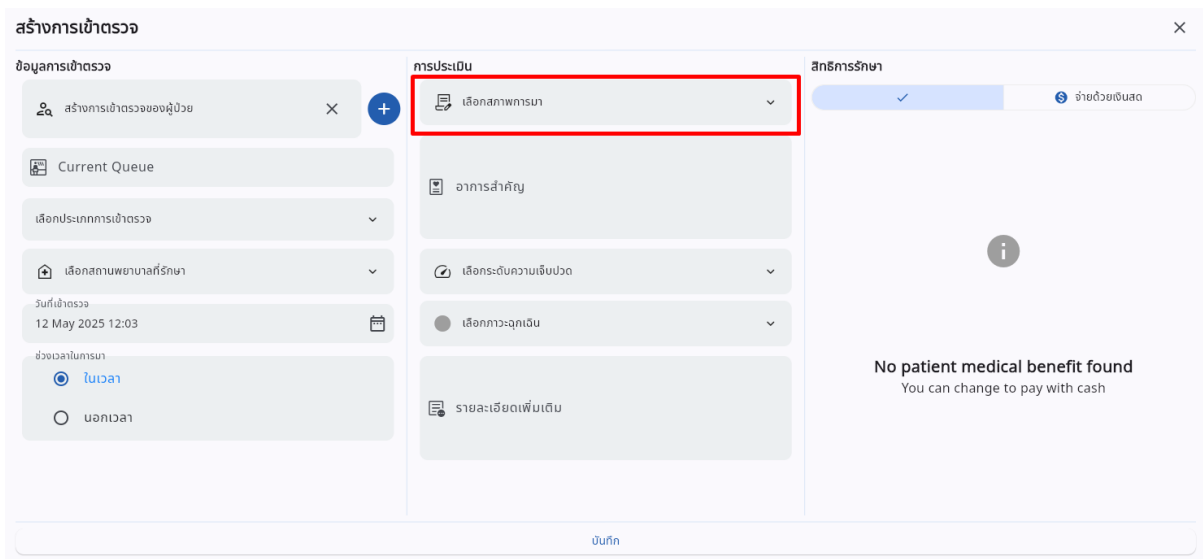 สร้างการเข้าตรวจ
ข้อมูลการเข้าตรวจ
สร้างการเข้าตรวจของผู้ป่วย
Current Queue
เลือกประเภทการเข้าตรวจ
เลือกสถานพยาบาลที่รักษา
วันที่เข้าตรวจ
12 May 2025 12:03
ช่วงเวลาในการมา
ในเวลา
นอกเวลา
การประเมิน
เลือกสภาพการมา
อาการสำคัญ
เลือกระดับความเจ็บปวด
เลือกภาวะฉุกเฉิน
รายละเอียดเพิ่มเติม
สิทธิการรักษา
จ่ายด้วยเงินสด
No patient medical benefit found
You can change to pay with cash
บันทึก